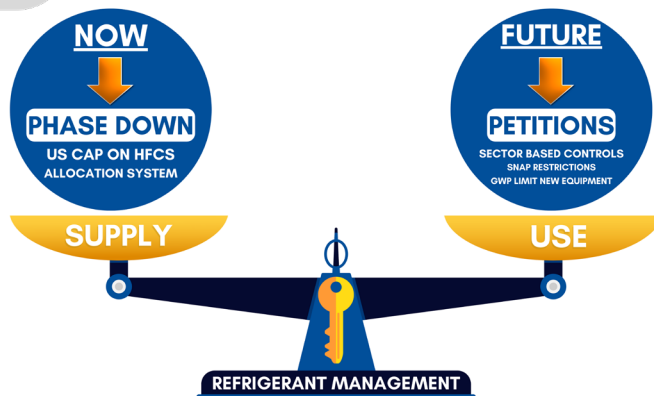 NOW
PHASE DOWN
US CAP ON HFCS
ALLOCATION SYSTEM
SUPPLY
FUTURE
PETITIONS
SECTOR BASED CONTROLS
SNAP RESTRICTIONS
GWP LIMIT NEW EQUIPMENT
USE
REFRIGERANT MANAGEMENT